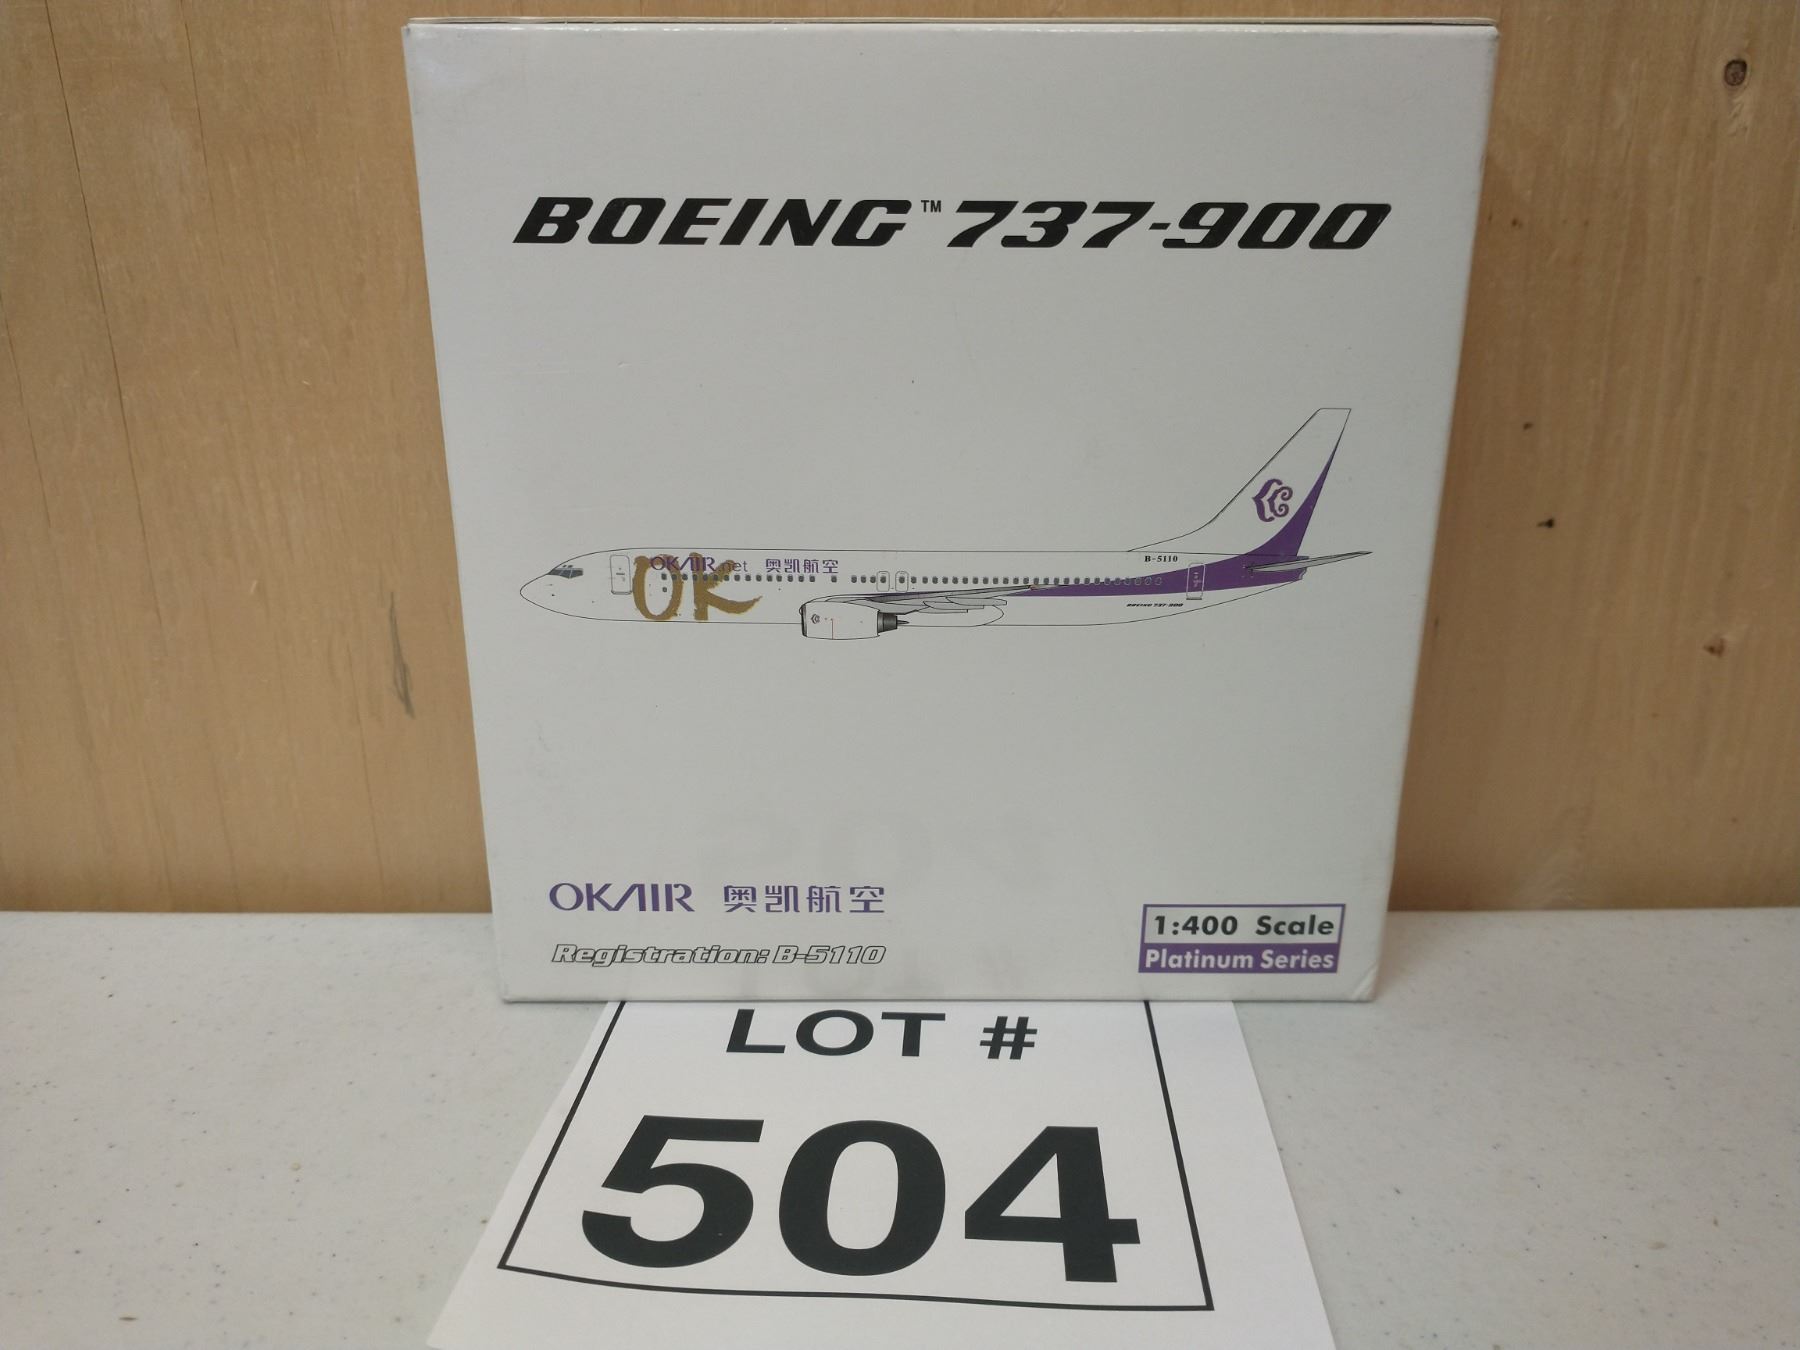 BOEING™ 737-900
OK
OKAIR.net 奥凯航空
B-5110
BOEING 737-900
OKAIR 奥凯航空
Registration: B-5110
1:400 Scale
Platinum Series
LOT #
504